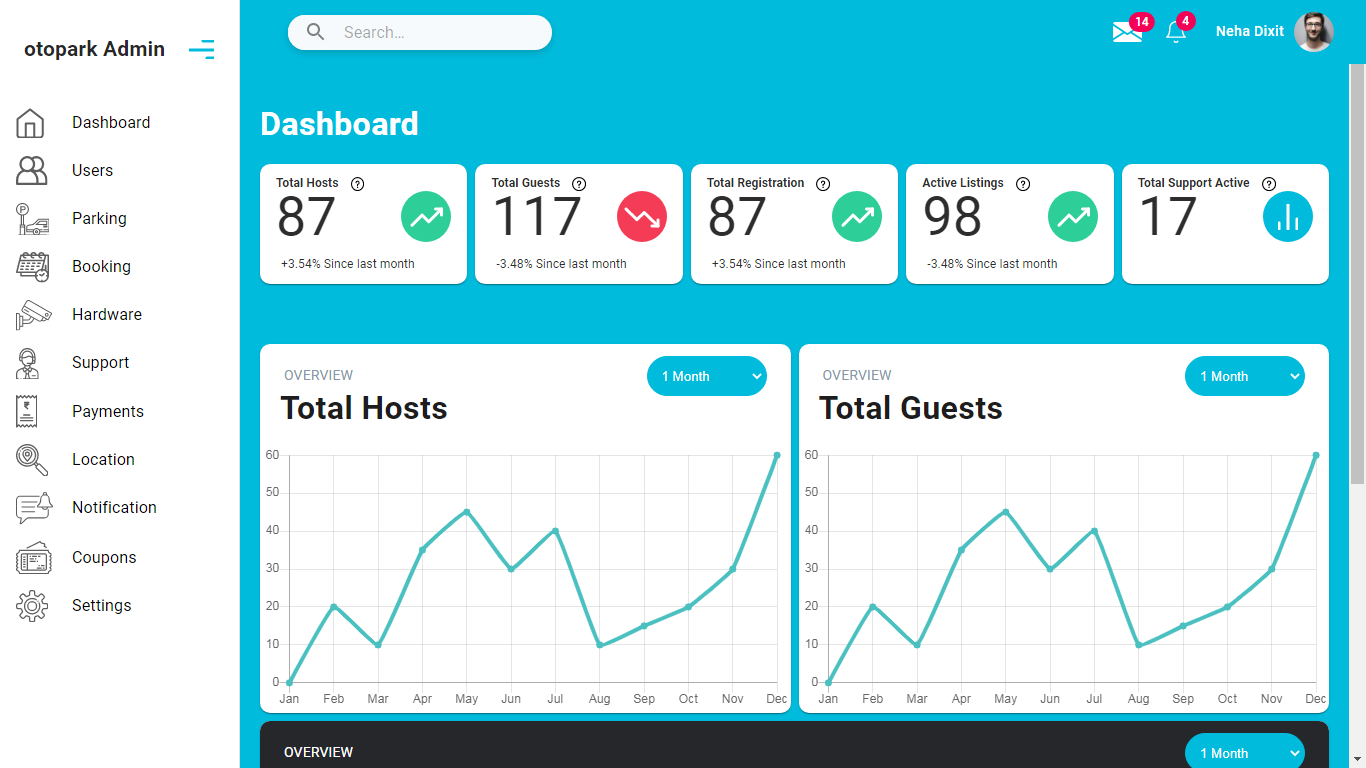 otopark Admin
Search...
14
4
Neha Dixit
Dashboard
Users
Parking
Booking
Hardware
Support
Payments
Location
Notification
Coupons
Settings
Dashboard
Total Hosts ?
87
+3.54% Since last month
Total Guests ?
117
-3.48% Since last month
Total Registration ?
87
+3.54% Since last month
Active Listings ?
98
-3.48% Since last month
Total Support Active ?
17
OVERVIEW
1 Month
Total Hosts
60
50
40
30
20
10
0
Jan Feb Mar Apr May Jun Jul Aug Sep Oct Nov Dec
OVERVIEW
1 Month
Total Guests
60
50
40
30
20
10
0
Jan Feb Mar Apr May Jun Jul Aug Sep Oct Nov Dec
OVERVIEW
1 Month